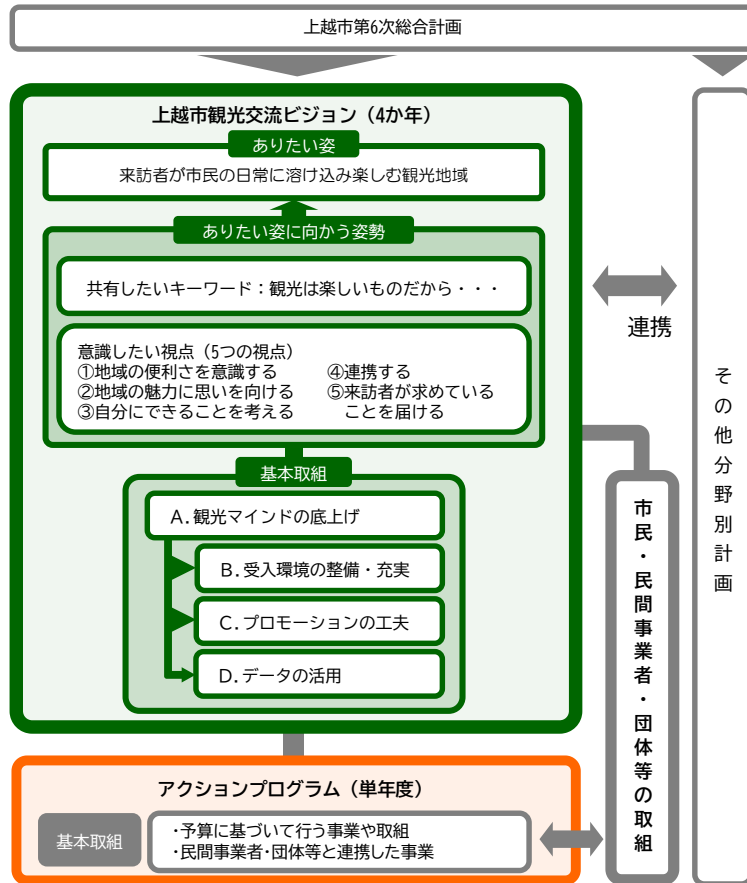 上越市第6次総合計画
上越市観光交流ビジョン（4か年）
ありたい姿
来訪者が市民の日常に溶け込み楽しむ観光地域
ありたい姿に向かう姿勢
共有したいキーワード：観光は楽しいものだから・・・
意識したい視点（5つの視点）
①地域の便利さを意識する
②地域の魅力に思いを向ける
③自分にできることを考える
④連携する
⑤来訪者が求めている
ことを届ける
基本取組
A.観光マインドの底上げ
B.受入環境の整備・充実
C.プロモーションの工夫
D.データの活用
連携
市民・民間事業者・団体等の取組
その他分野別計画
アクションプログラム（単年度）
基本取組
・予算に基づいて行う事業や取組
・民間事業者・団体等と連携した事業